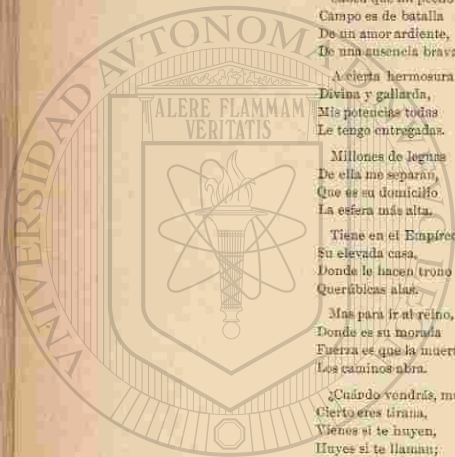 UNIVERSIDAD AUTONOMA
ALERE FLAMMAM
VERITATIS
Campo es de batalla
De un amor ardiente,
De una ausencia brava
A cierta hermosura
Divina y gallarda,
Mis potencias todas
Le tengo entregadas.
Millones de leguas
De ella me separan,
Que es su domicilio
La esfera más alta.
Tiene en el Empíreo
Su elevada casa,
Donde le hacen trono
Querúbicas alas.
Mas para ir al reino,
Donde es su morada
Fuerza es que la muerte
Los caminos abra.
¿Cuándo vendrás,
Cierto eres tirana,
Vienes si te huyen,
Huyes si te llaman;